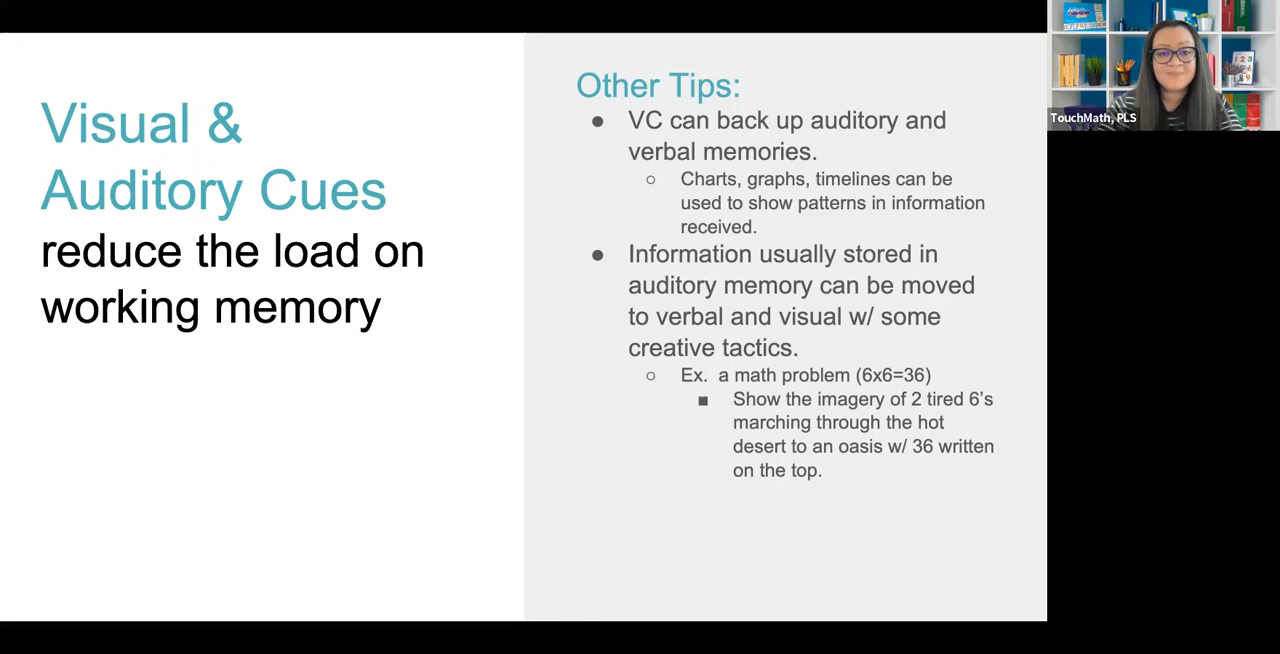 Visual &
Auditory Cues
reduce the load on
working memory
Other Tips:
● VC can back up auditory and
verbal memories.
○ Charts, graphs, timelines can be
used to show patterns in information
received.
● Information usually stored in
auditory memory can be moved
to verbal and visual w/ some
creative tactics.
○ Ex. a math problem (6x6=36)
■ Show the imagery of 2 tired 6's
marching through the hot
desert to an oasis w/ 36 written
on the top.
TouchMath, PLS